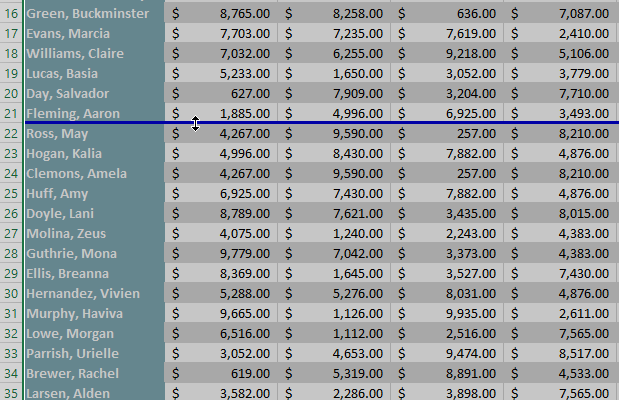 16 Green, Buckminster $ 8,765.00 $ 8,258.00 $ 636.00 $ 7,087.00
17 Evans, Marcia $ 7,703.00 $ 7,235.00 $ 7,619.00 $ 2,410.00
18 Williams, Claire $ 7,032.00 $ 6,255.00 $ 9,218.00 $ 5,106.00
19 Lucas, Basia $ 5,233.00 $ 1,650.00 $ 3,052.00 $ 3,779.00
20 Day, Salvador $ 627.00 $ 7,909.00 $ 3,204.00 $ 7,710.00
21 Fleming, Aaron $ 1,885.00 $ 4,996.00 $ 6,925.00 $ 3,493.00
22 Ross, May $ 4,267.00 $ 9,590.00 $ 257.00 $ 8,210.00
23 Hogan, Kalia $ 4,996.00 $ 8,430.00 $ 7,882.00 $ 4,876.00
24 Clemons, Amela $ 4,267.00 $ 9,590.00 $ 257.00 $ 8,210.00
25 Huff, Amy $ 6,925.00 $ 7,430.00 $ 7,882.00 $ 4,876.00
26 Doyle, Lani $ 8,789.00 $ 7,621.00 $ 3,435.00 $ 8,015.00
27 Molina, Zeus $ 4,075.00 $ 1,240.00 $ 2,243.00 $ 4,383.00
28 Guthrie, Mona $ 9,779.00 $ 7,042.00 $ 3,373.00 $ 4,383.00
29 Ellis, Breanna $ 8,369.00 $ 1,645.00 $ 3,527.00 $ 7,430.00
30 Hernandez, Vivien $ 5,288.00 $ 5,276.00 $ 8,031.00 $ 4,876.00
31 Murphy, Haviva $ 9,665.00 $ 1,126.00 $ 9,935.00 $ 2,611.00
32 Lowe, Morgan $ 6,516.00 $ 1,112.00 $ 2,516.00 $ 7,565.00
33 Parrish, Urielle $ 3,052.00 $ 4,653.00 $ 9,474.00 $ 8,517.00
34 Brewer, Rachel $ 619.00 $ 5,319.00 $ 8,891.00 $ 4,533.00
35 Larsen, Alden $ 3,582.00 $ 2,286.00 $ 3,898.00 $ 7,565.00